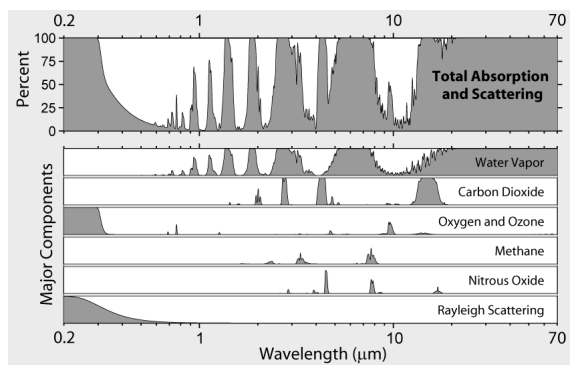 0.2 1 10 70
100
75
50
25
0
Percent
Total Absorption
and Scattering
Major Components
Water Vapor
Carbon Dioxide
Oxygen and Ozone
Methane
Nitrous Oxide
Rayleigh Scattering
0.2 1 10 70
Wavelength (μm)